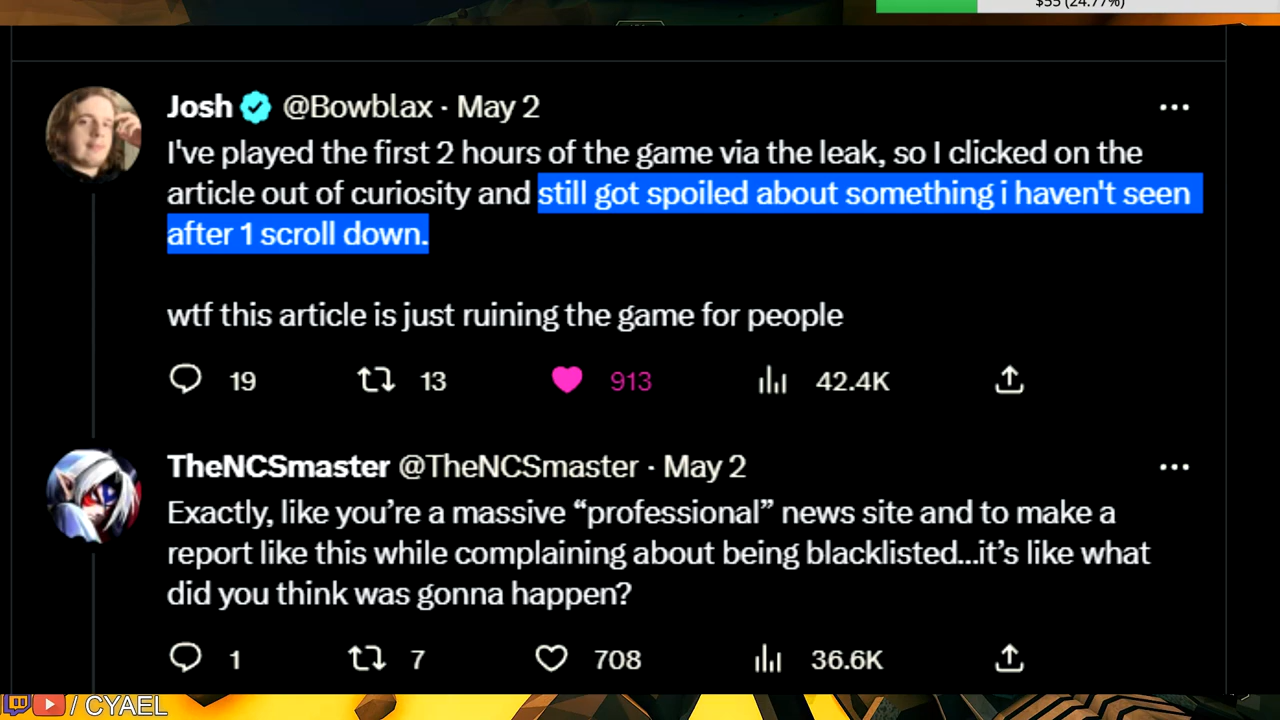 $55 (24.77%)
Josh @Bowblax · May 2
I've played the first 2 hours of the game via the leak, so I clicked on the
article out of curiosity and still got spoiled about something i haven't seen
after 1 scroll down.
wtf this article is just ruining the game for people
19 13 913 42.4K
TheNCSmaster @TheNCSmaster · May 2
Exactly, like you’re a massive “professional” news site and to make a
report like this while complaining about being blacklisted...it’s like what
did you think was gonna happen?
1 7 708 36.6K
/ CYAEL